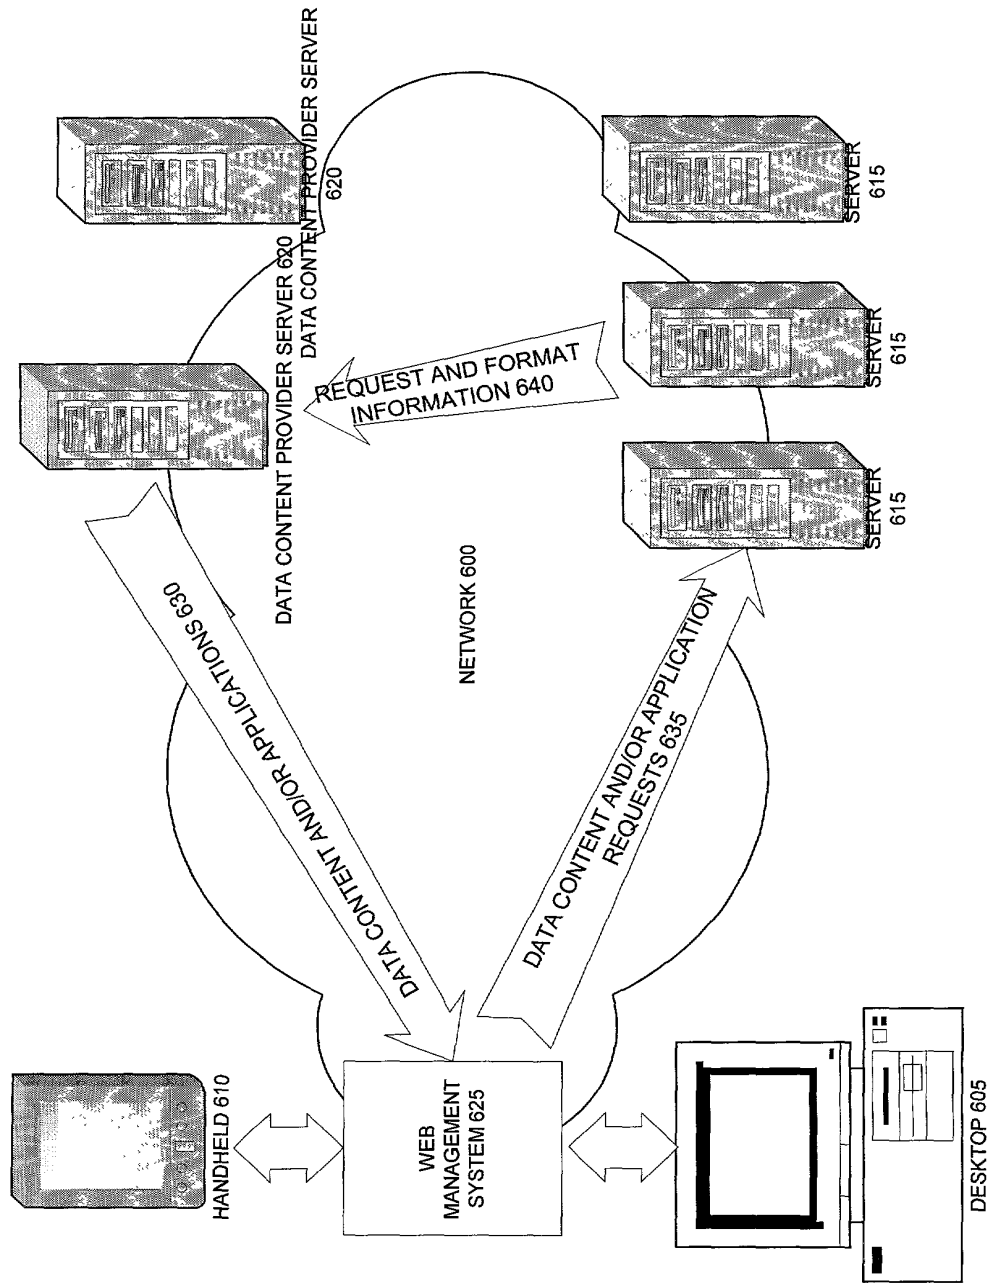 HANDHELD 610
WEB
MANAGEMENT
SYSTEM 625
DESKTOP 605
DATA CONTENT AND/OR APPLICATIONS 630
DATA CONTENT AND/OR APPLICATION
REQUESTS 635
NETWORK 600
REQUEST AND FORMAT
INFORMATION 640
DATA CONTENT PROVIDER SERVER 620
DATA CONTENT PROVIDER SERVER
620
SERVER
615
SERVER
615
SERVER
615